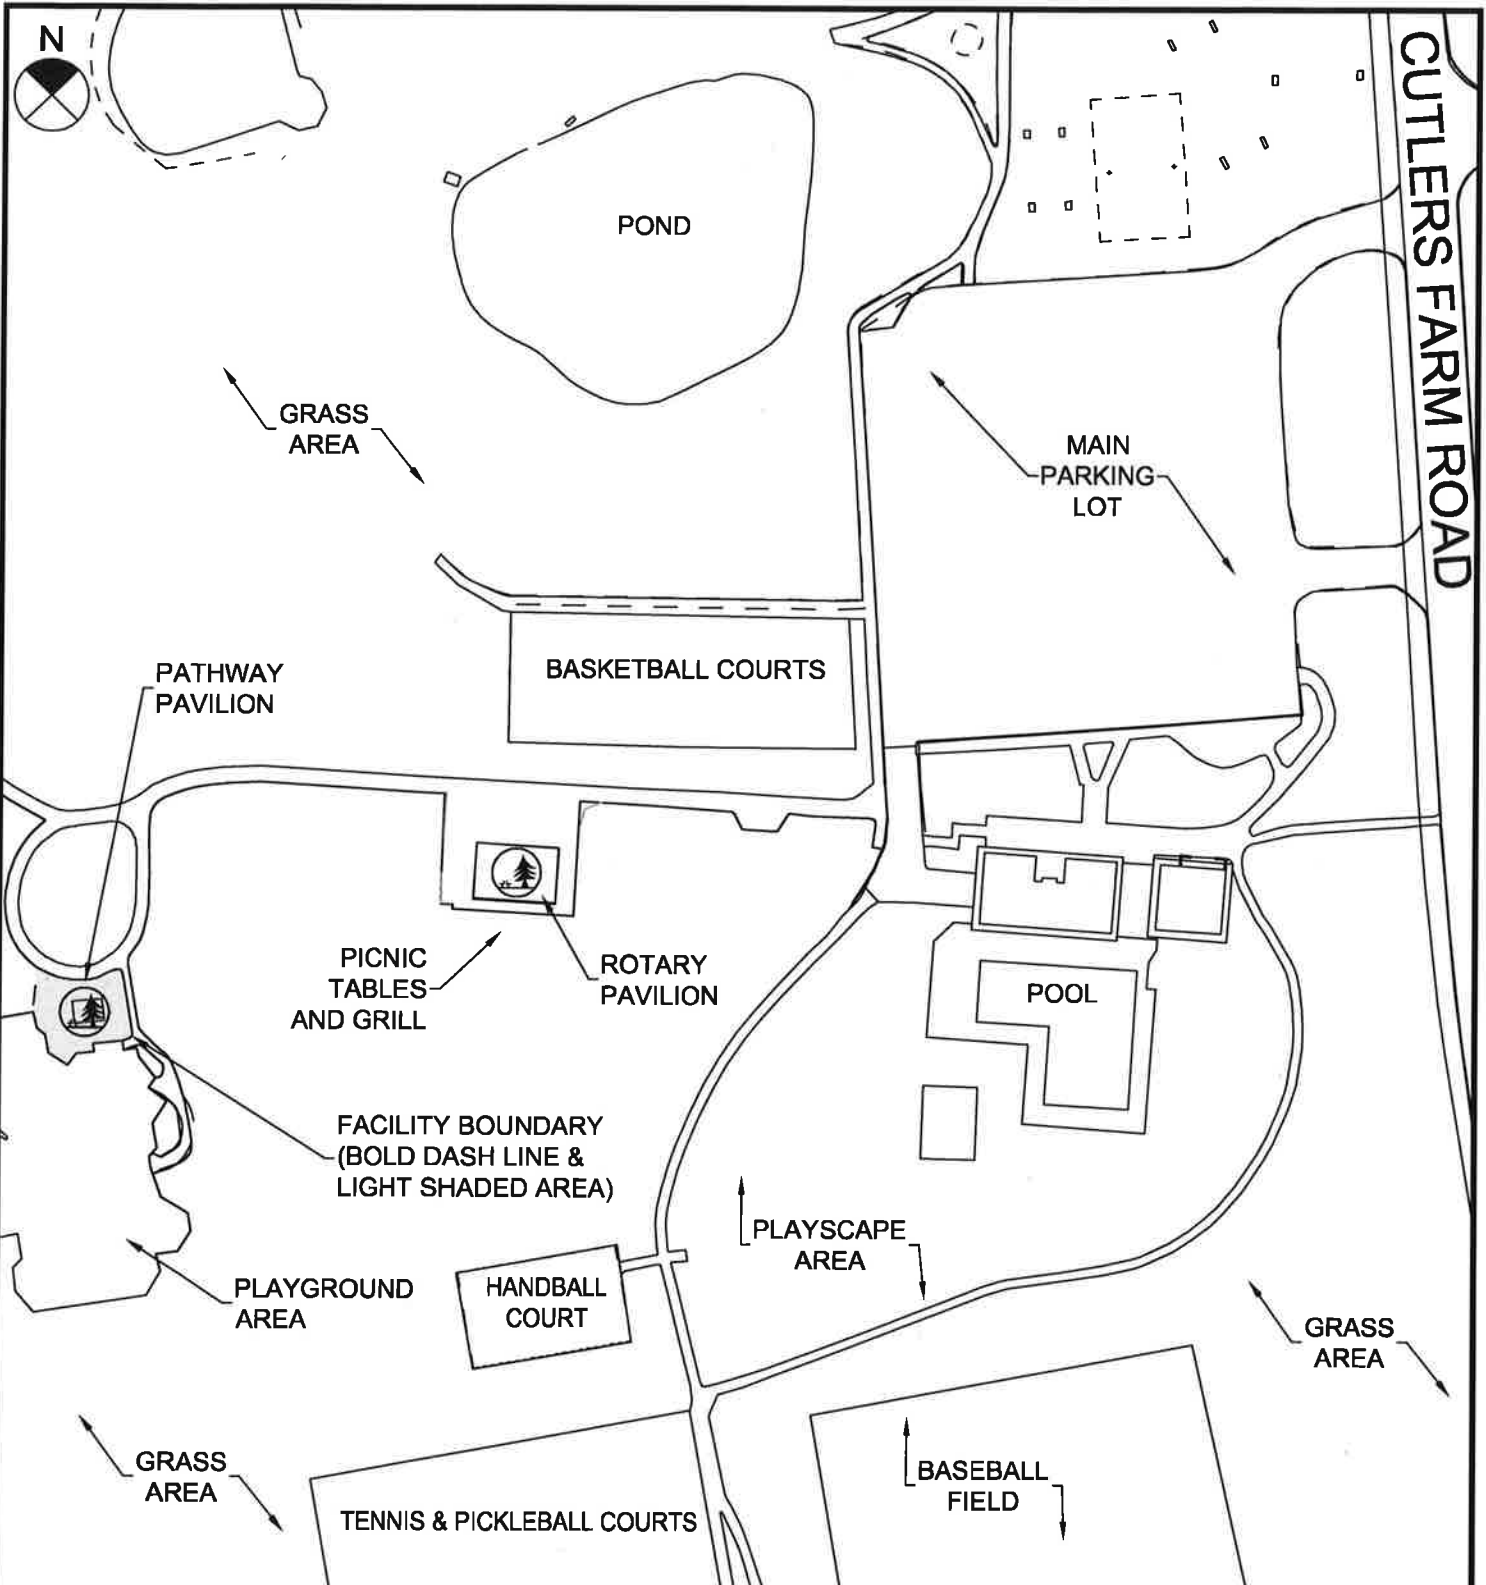 N
CUTLERS FARM ROAD
POND
GRASS
AREA
MAIN
PARKING
LOT
BASKETBALL COURTS
PATHWAY
PAVILION
PICNIC
TABLES
AND GRILL
ROTARY
PAVILION
POOL
FACILITY BOUNDARY
(BOLD DASH LINE &
LIGHT SHADED AREA)
PLAYSCAPE
AREA
PLAYGROUND
AREA
HANDBALL
COURT
GRASS
AREA
GRASS
AREA
BASEBALL
FIELD
TENNIS & PICKLEBALL COURTS